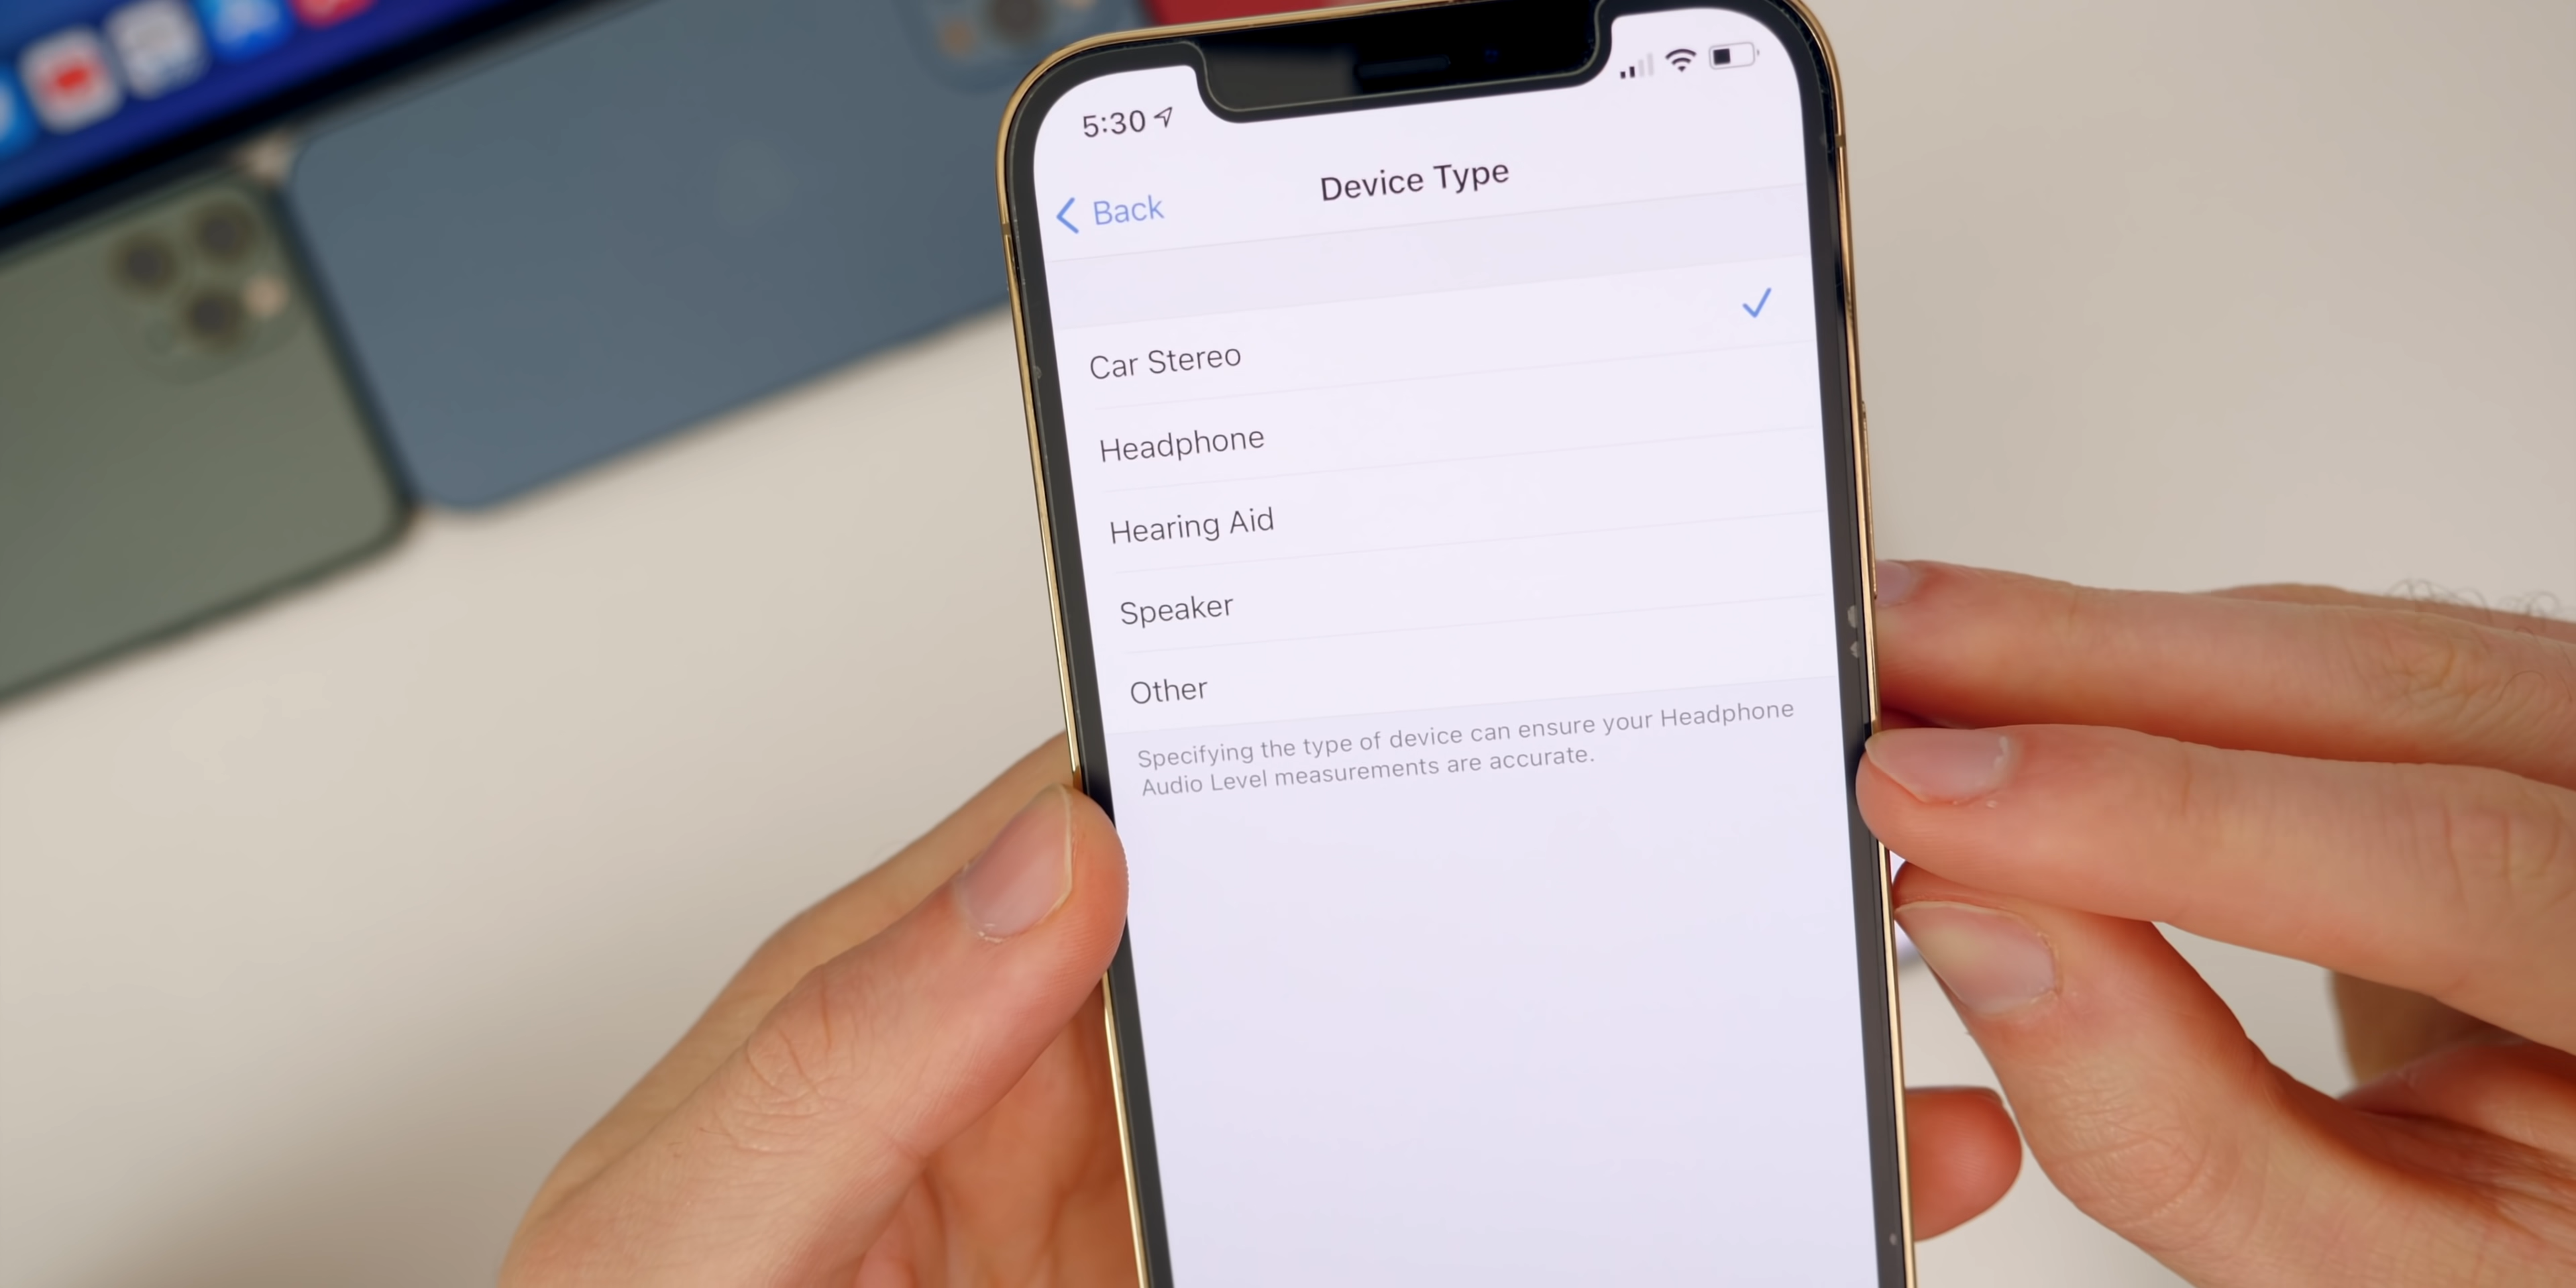 5:30
Back
Device Type
Car Stereo
Headphone
Hearing Aid
Speaker
Other
Specifying the type of device can ensure your Headphone
Audio Level measurements are accurate.